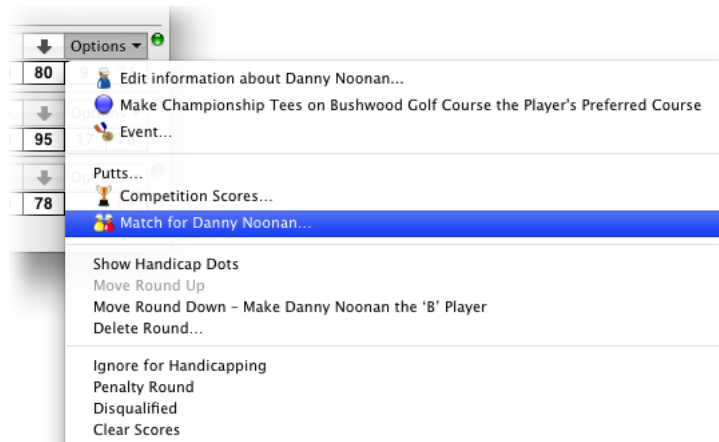 Options
80
Edit information about Danny Noonan...
Make Championship Tees on Bushwood Golf Course the Player's Preferred Course
Event...
95
Putts...
Competition Scores...
78
Match for Danny Noonan...
Show Handicap Dots
Move Round Up
Move Round Down – Make Danny Noonan the ‘B’ Player
Delete Round...
Ignore for Handicapping
Penalty Round
Disqualified
Clear Scores